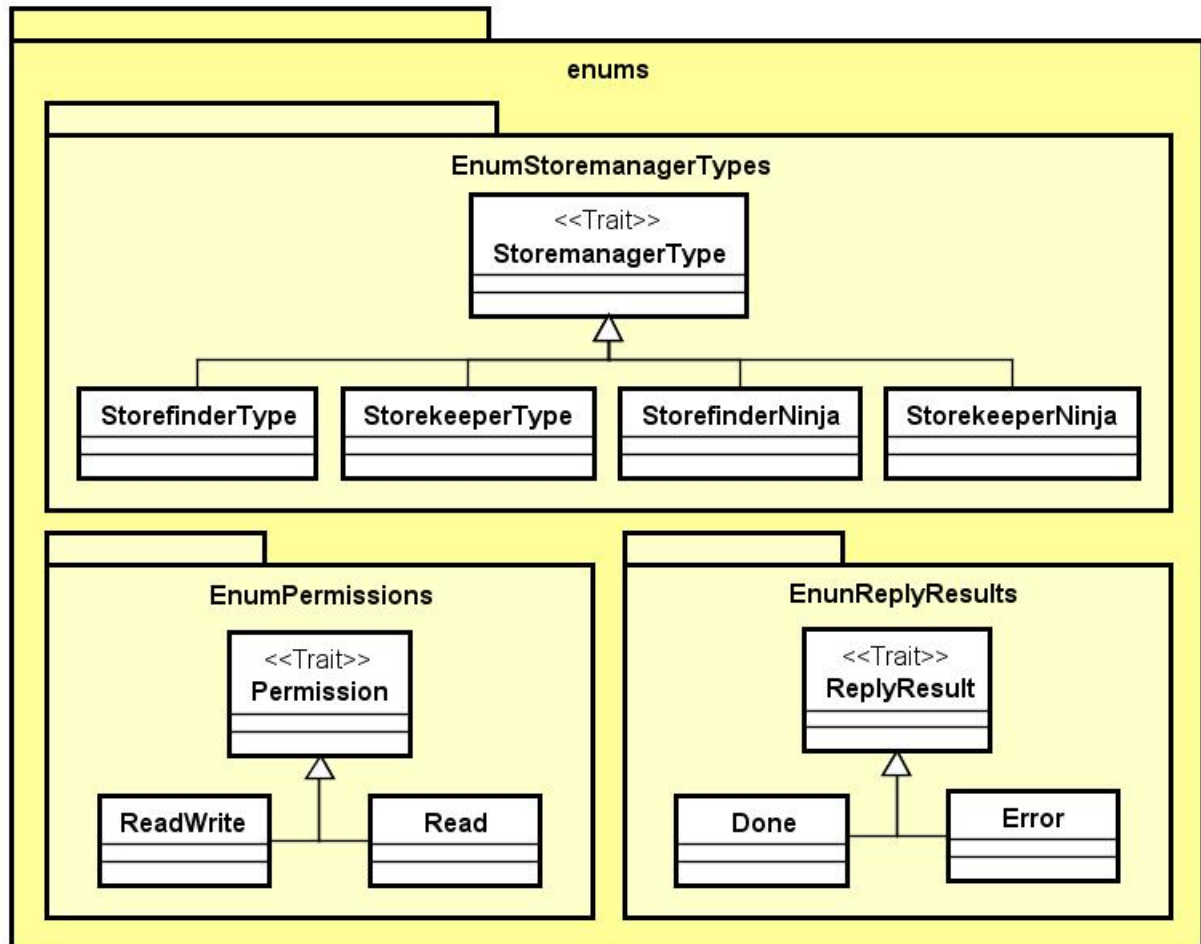 enums
EnumStoremanagerTypes
<<Trait>>
StoremanagerType
StorefinderType
StorekeeperType
StorefinderNinja
StorekeeperNinja
EnumPermissions
<<Trait>>
Permission
ReadWrite
Read
EnunReplyResults
<<Trait>>
ReplyResult
Done
Error